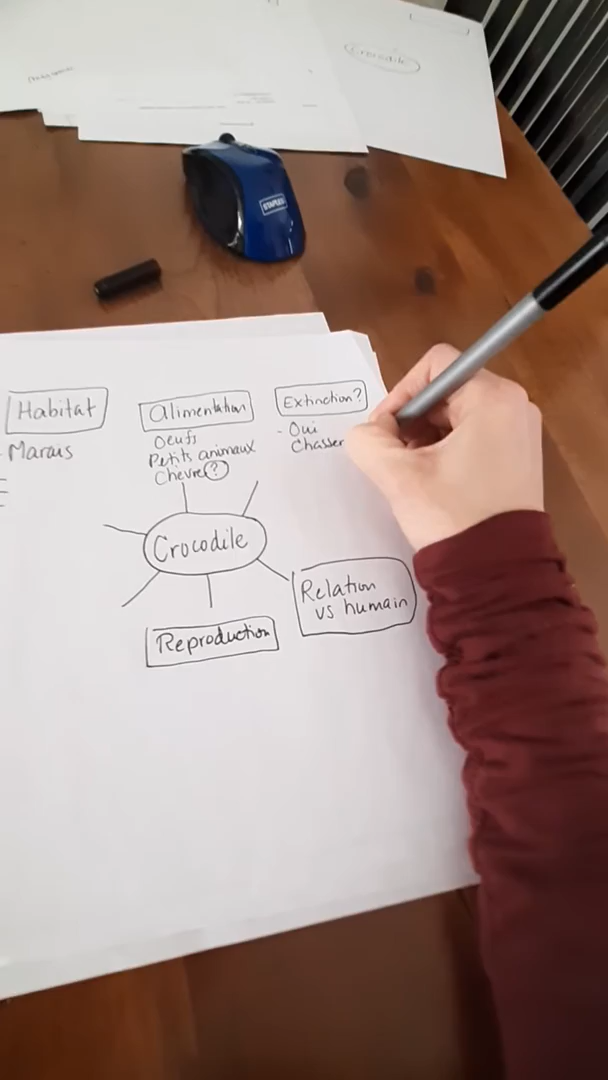 Crocodile
STAPLES
Habitat
- Marais
Alimentation
Oeufs
Petits animaux
Chèvre ?
Extinction?
- Oui
Chasser
Crocodile
Relation
vs humain
Reproduction